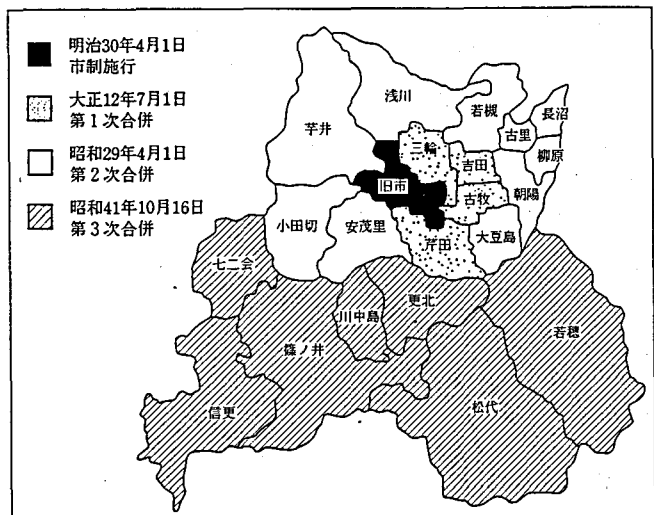 明治30年4月1日
市制施行
大正12年7月1日
第1次合併
昭和29年4月1日
第2次合併
昭和41年10月16日
第3次合併
浅川
若槻
長沼
芋井
古里
三輪
柳原
吉田
旧市
古牧
朝陽
小田切
安茂里
芹田
大豆島
七二会
更北
川中島
若穂
篠ノ井
信更
松代